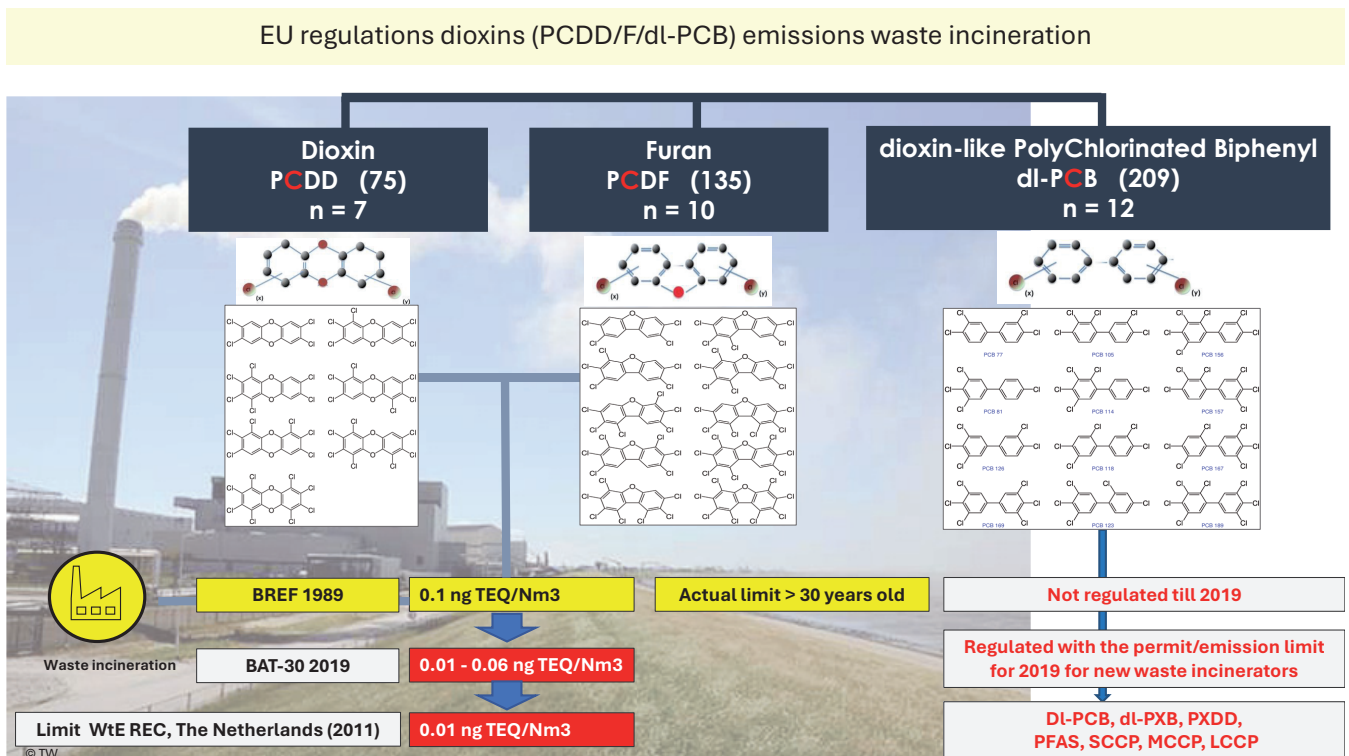 EU regulations dioxins (PCDD/F/dl-PCB) emissions waste incineration
Dioxin
PCDD (75)
n = 7
Furan
PCDF (135)
n = 10
dioxin-like PolyChlorinated Biphenyl
dl-PCB (209)
n = 12
(x)
(y)
(x)
(y)
(x)
(y)
PCB 77
PCB 105
PCB 156
PCB 81
PCB 114
PCB 157
PCB 126
PCB 118
PCB 167
PCB 169
PCB 123
PCB 189
BREF 1989
0.1 ng TEQ/Nm3
Actual limit > 30 years old
Not regulated till 2019
Waste incineration
BAT-30 2019
0.01 - 0.06 ng TEQ/Nm3
Regulated with the permit/emission limit
for 2019 for new waste incinerators
Limit WtE REC, The Netherlands (2011)
0.01 ng TEQ/Nm3
Dl-PCB, dl-PXB, PXDD,
PFAS, SCCP, MCCP, LCCP
© TW